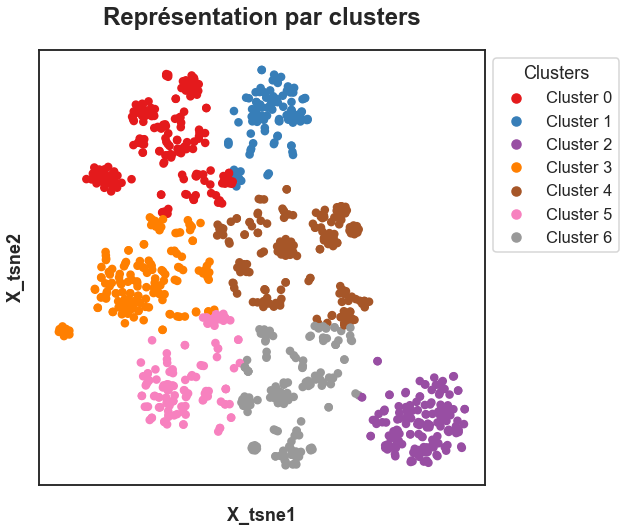 Représentation par clusters
Clusters
Cluster 0
Cluster 1
Cluster 2
Cluster 3
Cluster 4
Cluster 5
Cluster 6
X_tsne2
X_tsne1